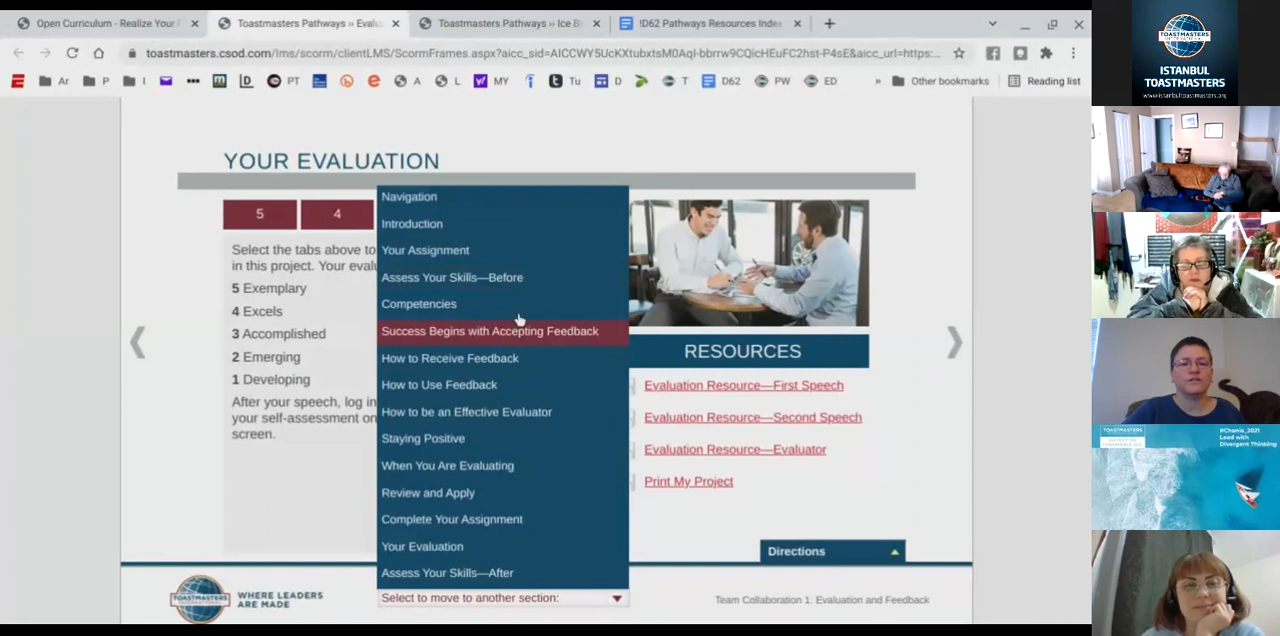 Open Curriculum - Realize Your
Toastmasters Pathways » Evalu
Toastmasters Pathways » Ice B
!D62 Pathways Resources Index
toastmasters.csod.com/lms/scorm/clientLMS/ScormFrames.aspx?aicc_sid=AICCWY5UcKXtubxtsM0AqI-bbrrw9CQicHEuFC2hst-P4sE&aicc_url=https:...
Ar
P
I
PT
A
L
MY
Tu
D
T
D62
PW
ED
»
Other bookmarks
Reading list
YOUR EVALUATION
5
4
Select the tabs above to
in this project. Your evalu
5 Exemplary
4 Excels
3 Accomplished
2 Emerging
1 Developing
After your speech, log in
your self-assessment on
screen.
Navigation
Introduction
Your Assignment
Assess Your Skills—Before
Competencies
Success Begins with Accepting Feedback
How to Receive Feedback
How to Use Feedback
How to be an Effective Evaluator
Staying Positive
When You Are Evaluating
Review and Apply
Complete Your Assignment
Your Evaluation
Assess Your Skills—After
Select to move to another section:
RESOURCES
Evaluation Resource—First Speech
Evaluation Resource—Second Speech
Evaluation Resource—Evaluator
Print My Project
Directions
TOASTMASTERS
WHERE LEADERS
ARE MADE
Team Collaboration 1: Evaluation and Feedback
ISTANBUL
TOASTMASTERS
www.istanbultoastmasters.org
TOASTMASTERS
#Chania_2021
Lead with
Divergent Thinking